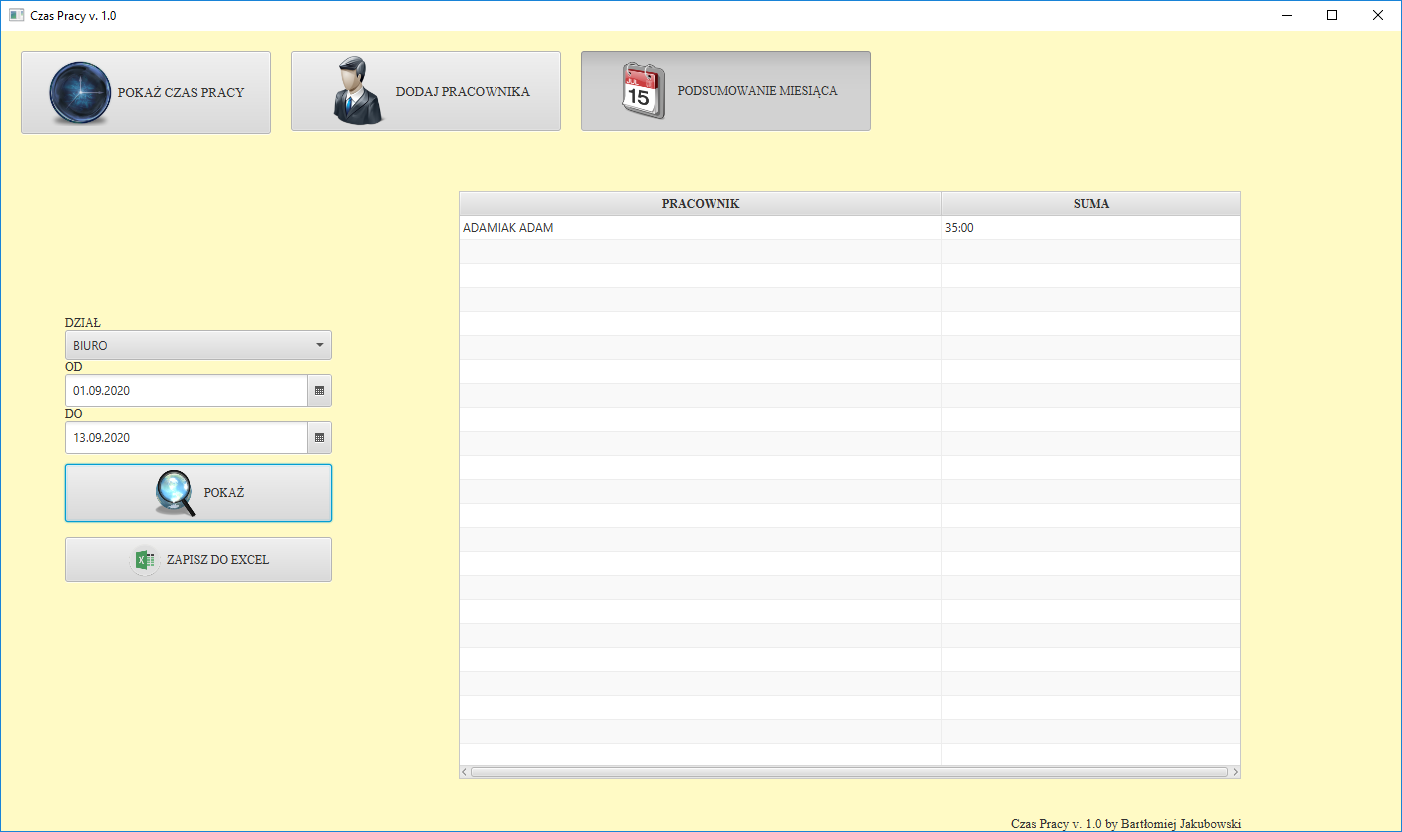 Czas Pracy v. 1.0
POKAŻ CZAS PRACY
DODAJ PRACOWNIKA
JUL
15
PODSUMOWANIE MIESIĄCA
PRACOWNIK SUMA
ADAMIAK ADAM 35:00
DZIAŁ
BIURO
OD
01.09.2020
DO
13.09.2020
POKAŻ
X
ZAPISZ DO EXCEL
Czas Pracy v. 1.0 by Bartłomiej Jakubowski